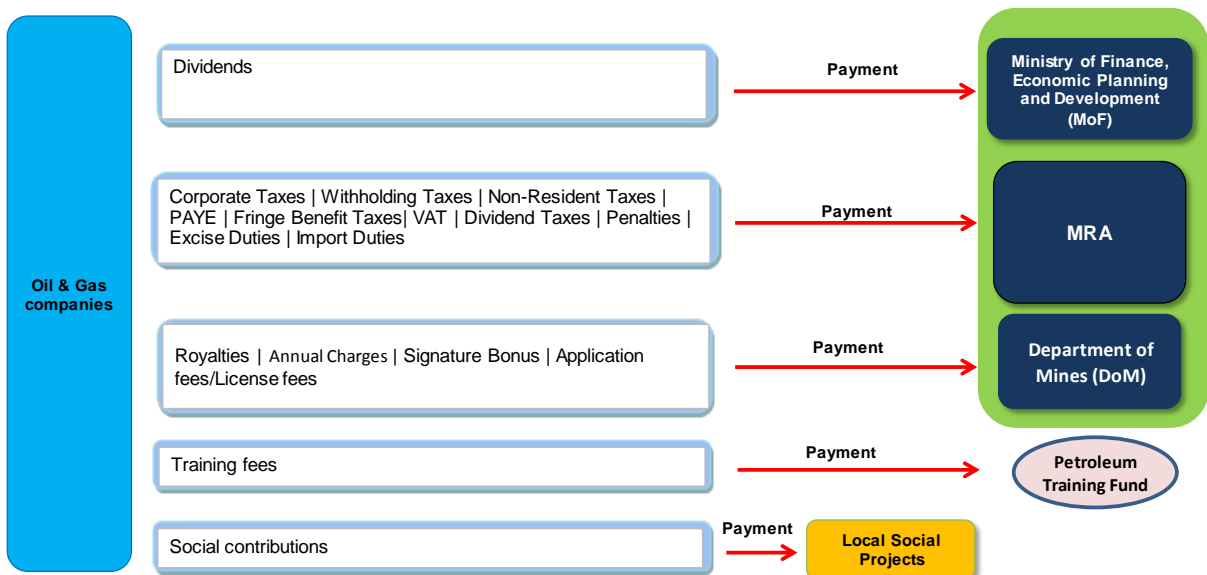 Oil & Gas
companies
Dividends
Payment
Ministry of Finance,
Economic Planning
and Development
(MoF)
Corporate Taxes | Withholding Taxes | Non-Resident Taxes |
PAYE | Fringe Benefit Taxes| VAT | Dividend Taxes | Penalties |
Excise Duties | Import Duties
Payment
MRA
Royalties | Annual Charges | Signature Bonus | Application
fees/License fees
Payment
Department of
Mines (DoM)
Training fees
Payment
Petroleum
Training Fund
Social contributions
Payment
Local Social
Projects